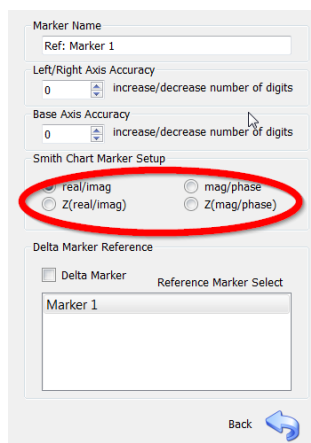 Marker Name
Ref: Marker 1
Left/Right Axis Accuracy
0 increase/decrease number of digits
Base Axis Accuracy
0 increase/decrease number of digits
Smith Chart Marker Setup
real/imag mag/phase
Z(real/imag) Z(mag/phase)
Delta Marker Reference
Delta Marker Reference Marker Select
Marker 1
Back